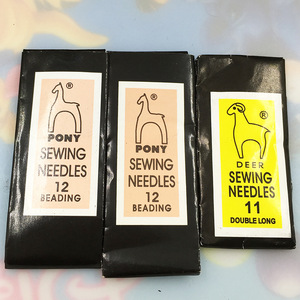 ®
PONY
SEWING
NEEDLES
12
BEADING
®
PONY
SEWING
NEEDLES
12
BEADING
®
DEER
SEWING
NEEDLES
11
DOUBLE LONG